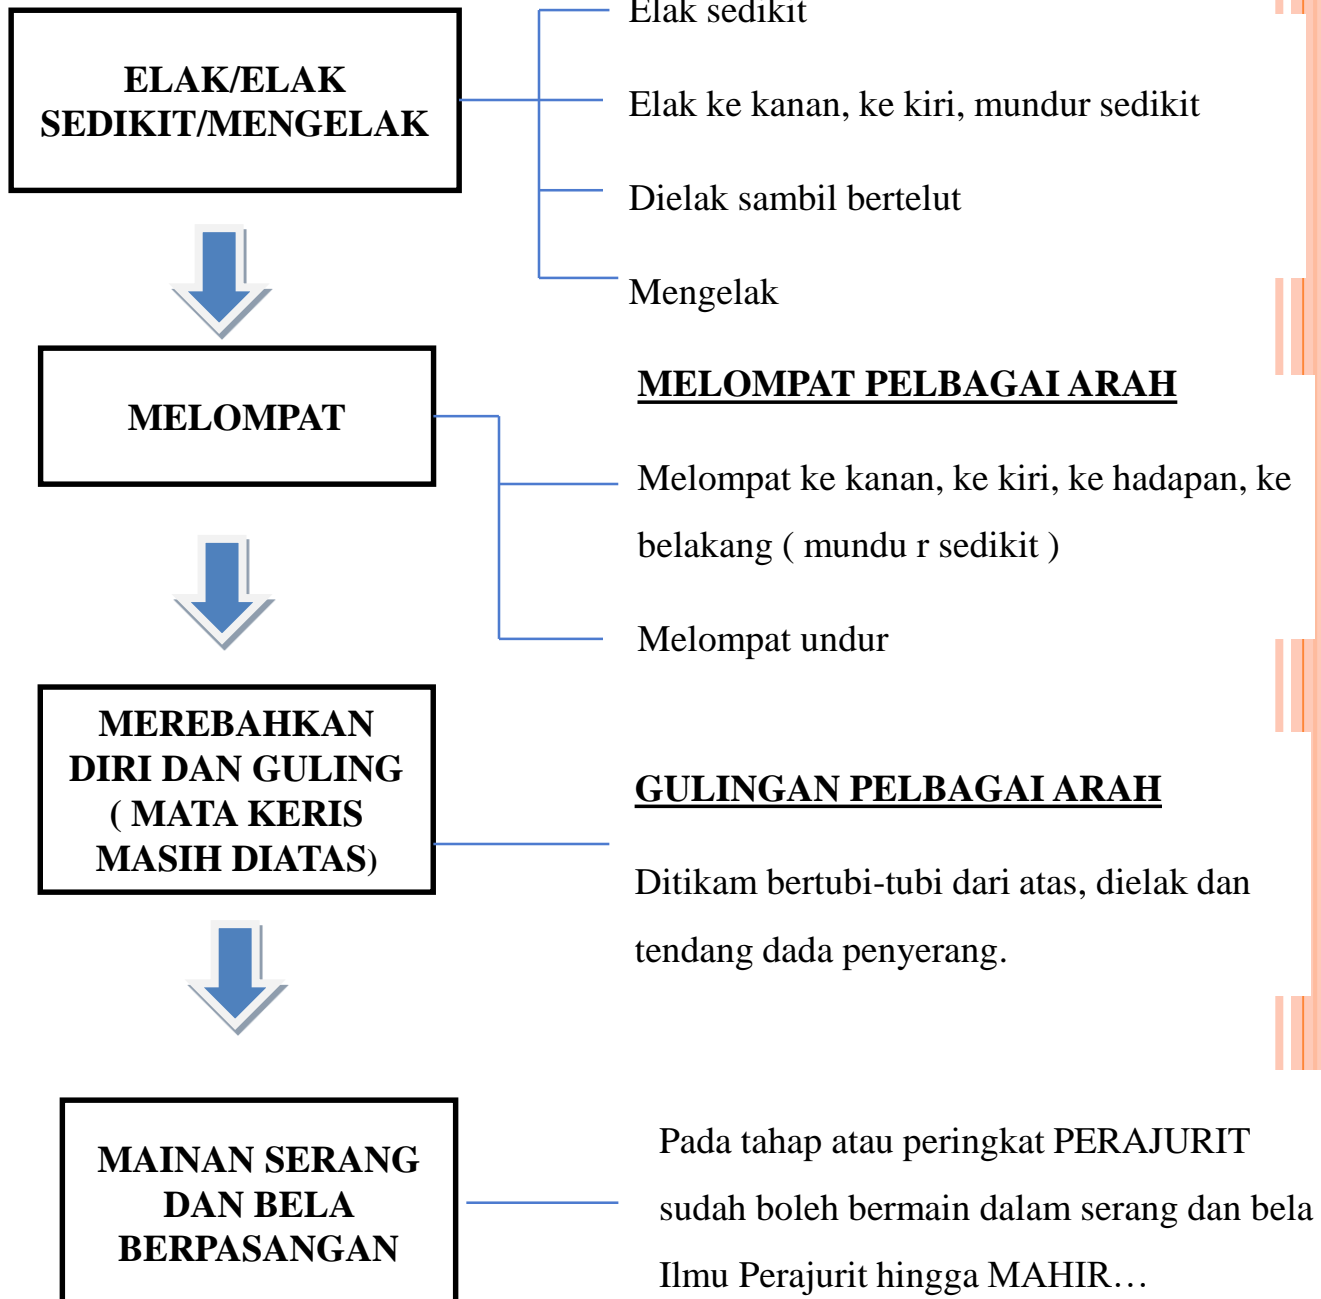 Elak sedikit
ELAK/ELAK
SEDIKIT/MENGELAK
Elak ke kanan, ke kiri, mundur sedikit
Dielak sambil bertelut
Mengelak
MELOMPAT
MELOMPAT PELBAGAI ARAH
Melompat ke kanan, ke kiri, ke hadapan, ke
belakang ( mundu r sedikit )
Melompat undur
MEREBAHKAN
DIRI DAN GULING
( MATA KERIS
MASIH DIATAS)
GULINGAN PELBAGAI ARAH
Ditikam bertubi-tubi dari atas, dielak dan
tendang dada penyerang.
MAINAN SERANG
DAN BELA
BERPASANGAN
Pada tahap atau peringkat PERAJURIT
sudah boleh bermain dalam serang dan bela
Ilmu Perajurit hingga MAHIR…